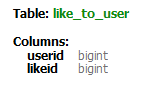 Table: like_to_user
Columns:
userid bigint
likeid bigint